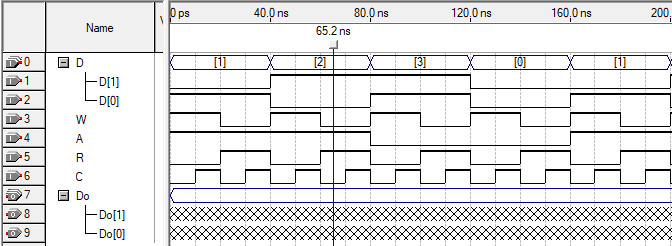 Name V 0 ps 40.0 ns 80.0 ns 120.0 ns 160.0 ns 200.
65.2 ns
0 D [1] [2] [3] [0] [1]
1 D[1]
2 D[0]
3 W
4 A
5 R
6 C
7 Do
8 Do[1]
9 Do[0]